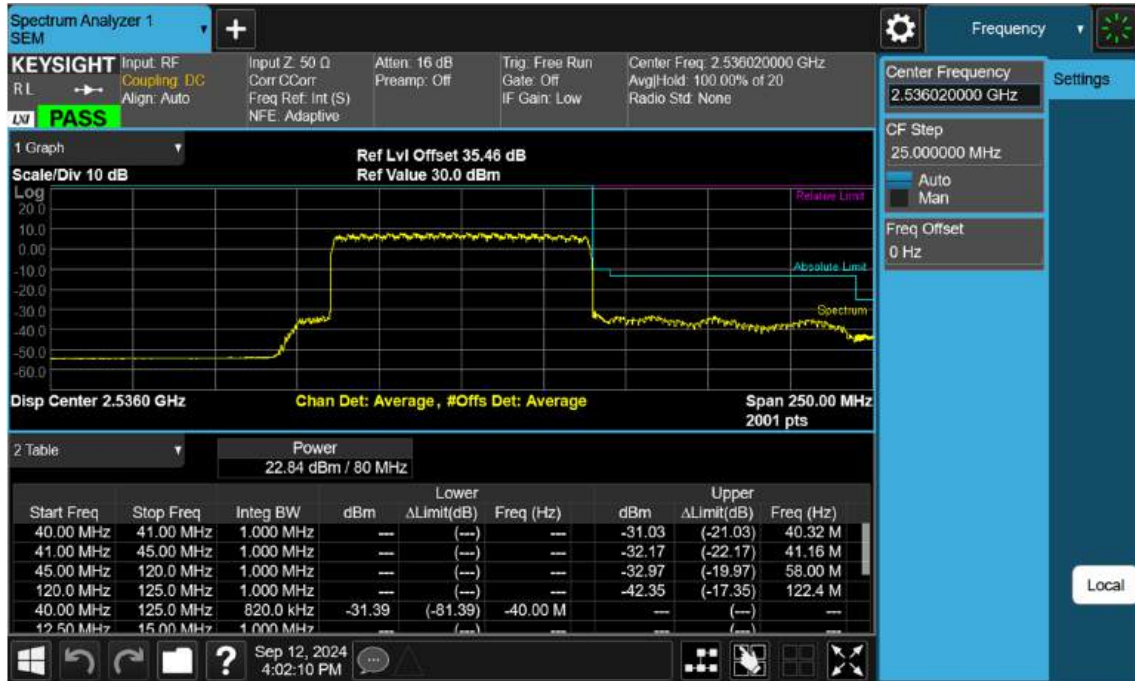 Spectrum Analyzer 1
SEM
+
Frequency
KEYSIGHT
RL
LXI PASS
Input: RF
Coupling: DC
Align: Auto
Input Z: 50 Ω
Corr CCorr
Freq Ref: Int (S)
NFE: Adaptive
Atten: 16 dB
Preamp: Off
Trig: Free Run
Gate: Off
IF Gain: Low
Center Freq: 2.536020000 GHz
Avg|Hold: 100.00% of 20
Radio Std: None
Center Frequency
2.536020000 GHz
Settings
CF Step
25.000000 MHz
Auto
Man
Freq Offset
0 Hz
Local
1 Graph
Scale/Div 10 dB
Ref Lvl Offset 35.46 dB
Ref Value 30.0 dBm
Log
20.0
10.0
0.00
-10.0
-20.0
-30.0
-40.0
-50.0
-60.0
Relative Limit
Absolute Limit
Spectrum
Disp Center 2.5360 GHz
Chan Det: Average, #Offs Det: Average
Span 250.00 MHz
2001 pts
2 Table
Power
22.84 dBm / 80 MHz
Lower Upper
Start Freq Stop Freq Integ BW dBm ΔLimit(dB) Freq (Hz) dBm ΔLimit(dB) Freq (Hz)
40.00 MHz 41.00 MHz 1.000 MHz --- (---) --- -31.03 (-21.03) 40.32 M
41.00 MHz 45.00 MHz 1.000 MHz --- (---) --- -32.17 (-22.17) 41.16 M
45.00 MHz 120.0 MHz 1.000 MHz --- (---) --- -32.97 (-19.97) 58.00 M
120.0 MHz 125.0 MHz 1.000 MHz --- (---) --- -42.35 (-17.35) 122.4 M
40.00 MHz 125.0 MHz 820.0 kHz -31.39 (-81.39) -40.00 M --- (---) ---
12.50 MHz 15.00 MHz 1.000 MHz --- (---) --- --- (---) ---
?
Sep 12, 2024
4:02:10 PM